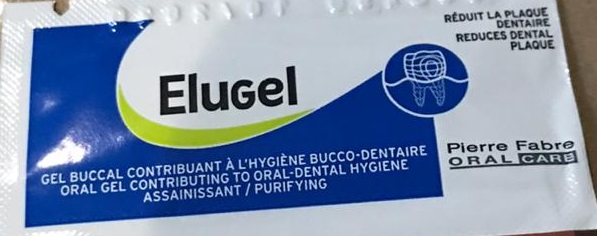 RÉDUIT LA PLAQUE
DENTAIRE
REDUCES DENTAL
PLAQUE
Elugel
Pierre Fabre
ORAL CARE
GEL BUCCAL CONTRIBUANT À L'HYGIÈNE BUCCO-DENTAIRE
ORAL GEL CONTRIBUTING TO ORAL-DENTAL HYGIENE
ASSAINISSANT / PURIFYING